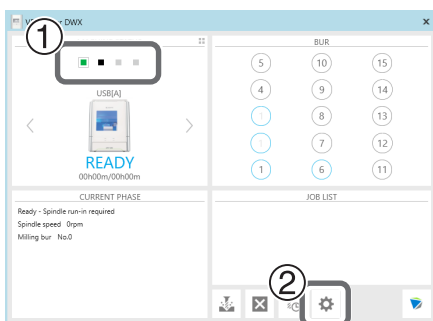 DWX
1
BUR
USB[A]
READY
00h00m/00h00m
5 10 15
4 9 14
1 8 13
1 7 12
1 6 11
CURRENT PHASE
Ready - Spindle run-in required
Spindle speed 0rpm
Milling bur No.0
JOB LIST
2